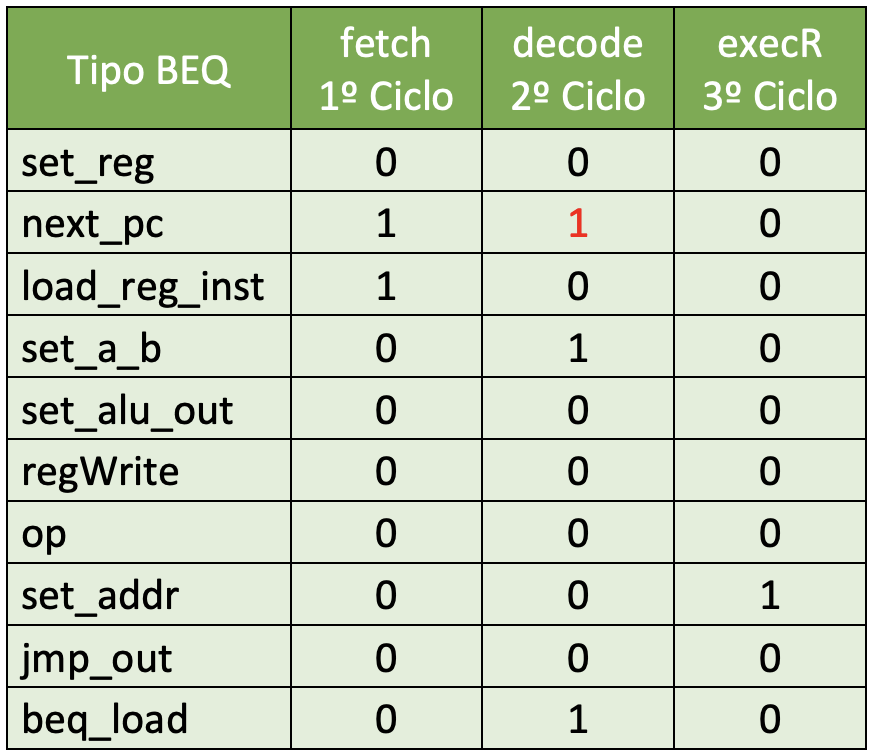 Tipo BEQ fetch 1º Ciclo decode 2º Ciclo execR 3º Ciclo
set_reg 0 0 0
next_pc 1 1 0
load_reg_inst 1 0 0
set_a_b 0 1 0
set_alu_out 0 0 0
regWrite 0 0 0
op 0 0 0
set_addr 0 0 1
jmp_out 0 0 0
beq_load 0 1 0